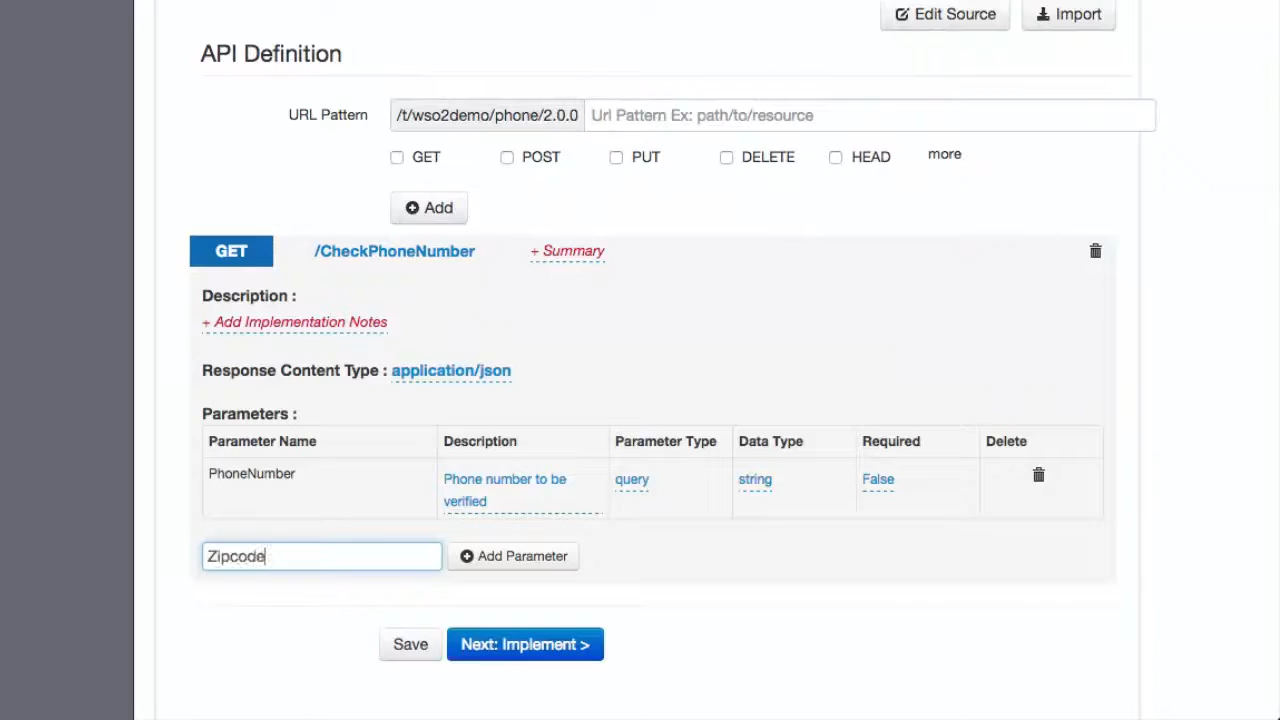 Edit Source
Import
API Definition
URL Pattern
/t/wso2demo/phone/2.0.0
Url Pattern Ex: path/to/resource
GET
POST
PUT
DELETE
HEAD
more
Add
GET
/CheckPhoneNumber
+ Summary
Description :
+ Add Implementation Notes
Response Content Type : application/json
Parameters :
Parameter Name
Description
Parameter Type
Data Type
Required
Delete
PhoneNumber
Phone number to be
verified
query
string
False
Zipcode
Add Parameter
Save
Next: Implement >